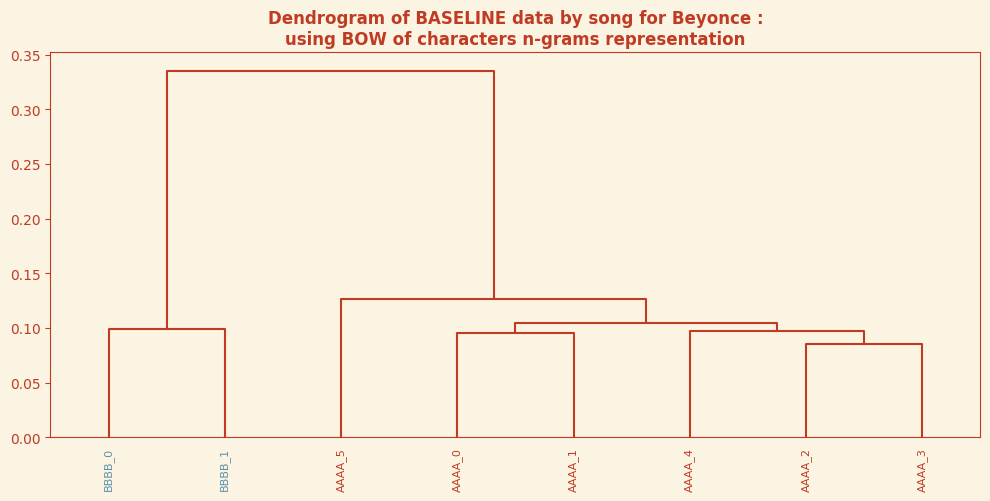 Dendrogram of BASELINE data by song for Beyonce :
using BOW of characters n-grams representation
0.35
0.30
0.25
0.20
0.15
0.10
0.05
0.00
BBBB_0
BBBB_1
AAAA_5
AAAA_0
AAAA_1
AAAA_4
AAAA_2
AAAA_3